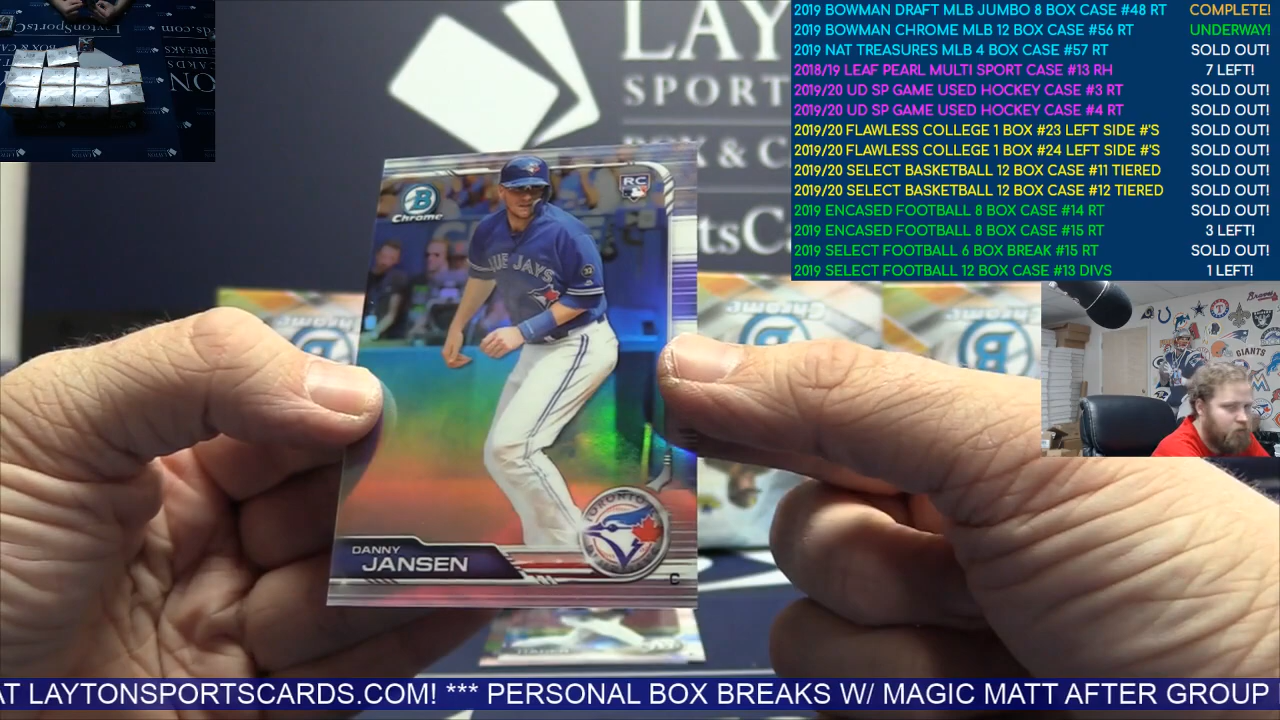 2019 BOWMAN DRAFT MLB JUMBO 8 BOX CASE #48 RT COMPLETE!
2019 BOWMAN CHROME MLB 12 BOX CASE #56 RT UNDERWAY!
2019 NAT TREASURES MLB 4 BOX CASE #57 RT SOLD OUT!
2018/19 LEAF PEARL MULTI SPORT CASE #13 RH 7 LEFT!
2019/20 UD SP GAME USED HOCKEY CASE #3 RT SOLD OUT!
2019/20 UD SP GAME USED HOCKEY CASE #4 RT SOLD OUT!
2019/20 FLAWLESS COLLEGE 1 BOX #23 LEFT SIDE #'S SOLD OUT!
2019/20 FLAWLESS COLLEGE 1 BOX #24 LEFT SIDE #'S SOLD OUT!
2019/20 SELECT BASKETBALL 12 BOX CASE #11 TIERED SOLD OUT!
2019/20 SELECT BASKETBALL 12 BOX CASE #12 TIERED SOLD OUT!
2019 ENCASED FOOTBALL 8 BOX CASE #14 RT SOLD OUT!
2019 ENCASED FOOTBALL 8 BOX CASE #15 RT 3 LEFT!
2019 SELECT FOOTBALL 6 BOX BREAK #15 RT SOLD OUT!
2019 SELECT FOOTBALL 12 BOX CASE #13 DIVS 1 LEFT!
LAY
SPORT
X & C
tsCa
B
Chrome
RC
BLUE JAYS
TORONTO
DANNY
JANSEN
C
Chrome
B
Chrome
B
GIANTS
Braves
AT LAYTONSPORTSCARDS.COM! *** PERSONAL BOX BREAKS W/ MAGIC MATT AFTER GROUP